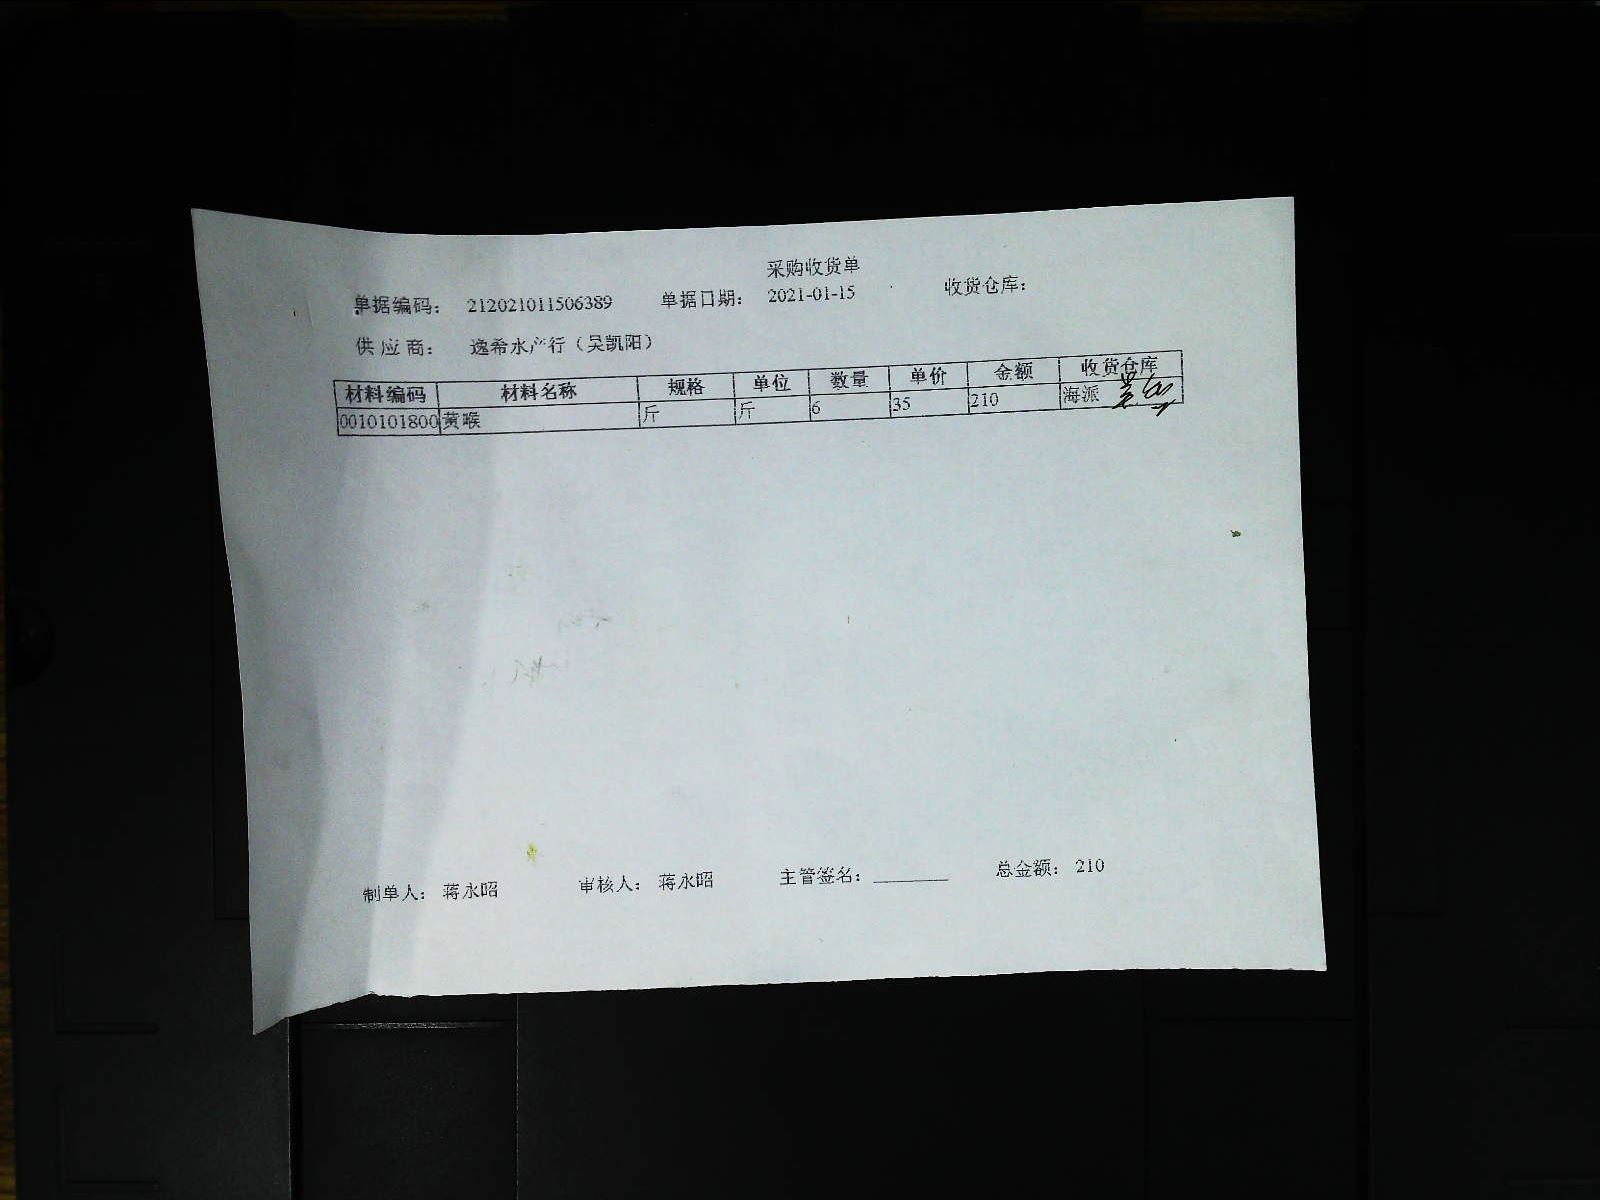 采购收货单
单据编码: 212021011506389 单据日期: 2021-01-15 收货仓库:
供应商: 逸希水产行（吴凯阳）
材料编码 材料名称 规格 单位 数量 单价 金额 收货仓库
0010101800 黄喉 斤 斤 6 35 210 海派
制单人: 蒋永昭 审核人: 蒋永昭 主管签名: ________ 总金额: 210